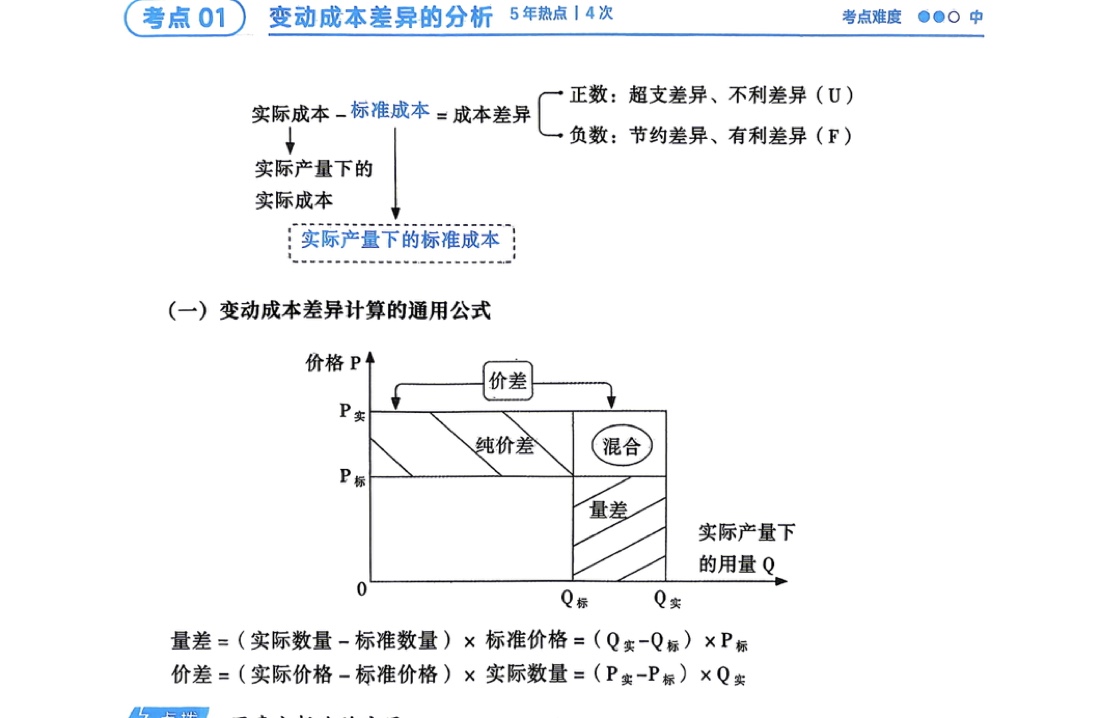 考点 01 变动成本差异的分析 5年热点 | 4次 考点难度 中
正数：超支差异、不利差异（U）
实际成本 – 标准成本 = 成本差异
负数：节约差异、有利差异（F）
实际产量下的
实际成本
实际产量下的标准成本
（一）变动成本差异计算的通用公式
价格 P
价差
P实
纯价差 混合
P标
量差
实际产量下
的用量 Q
0
Q标 Q实
量差 =（实际数量 – 标准数量）× 标准价格 =（Q实–Q标）×P标
价差 =（实际价格 – 标准价格）× 实际数量 =（P实–P标）×Q实